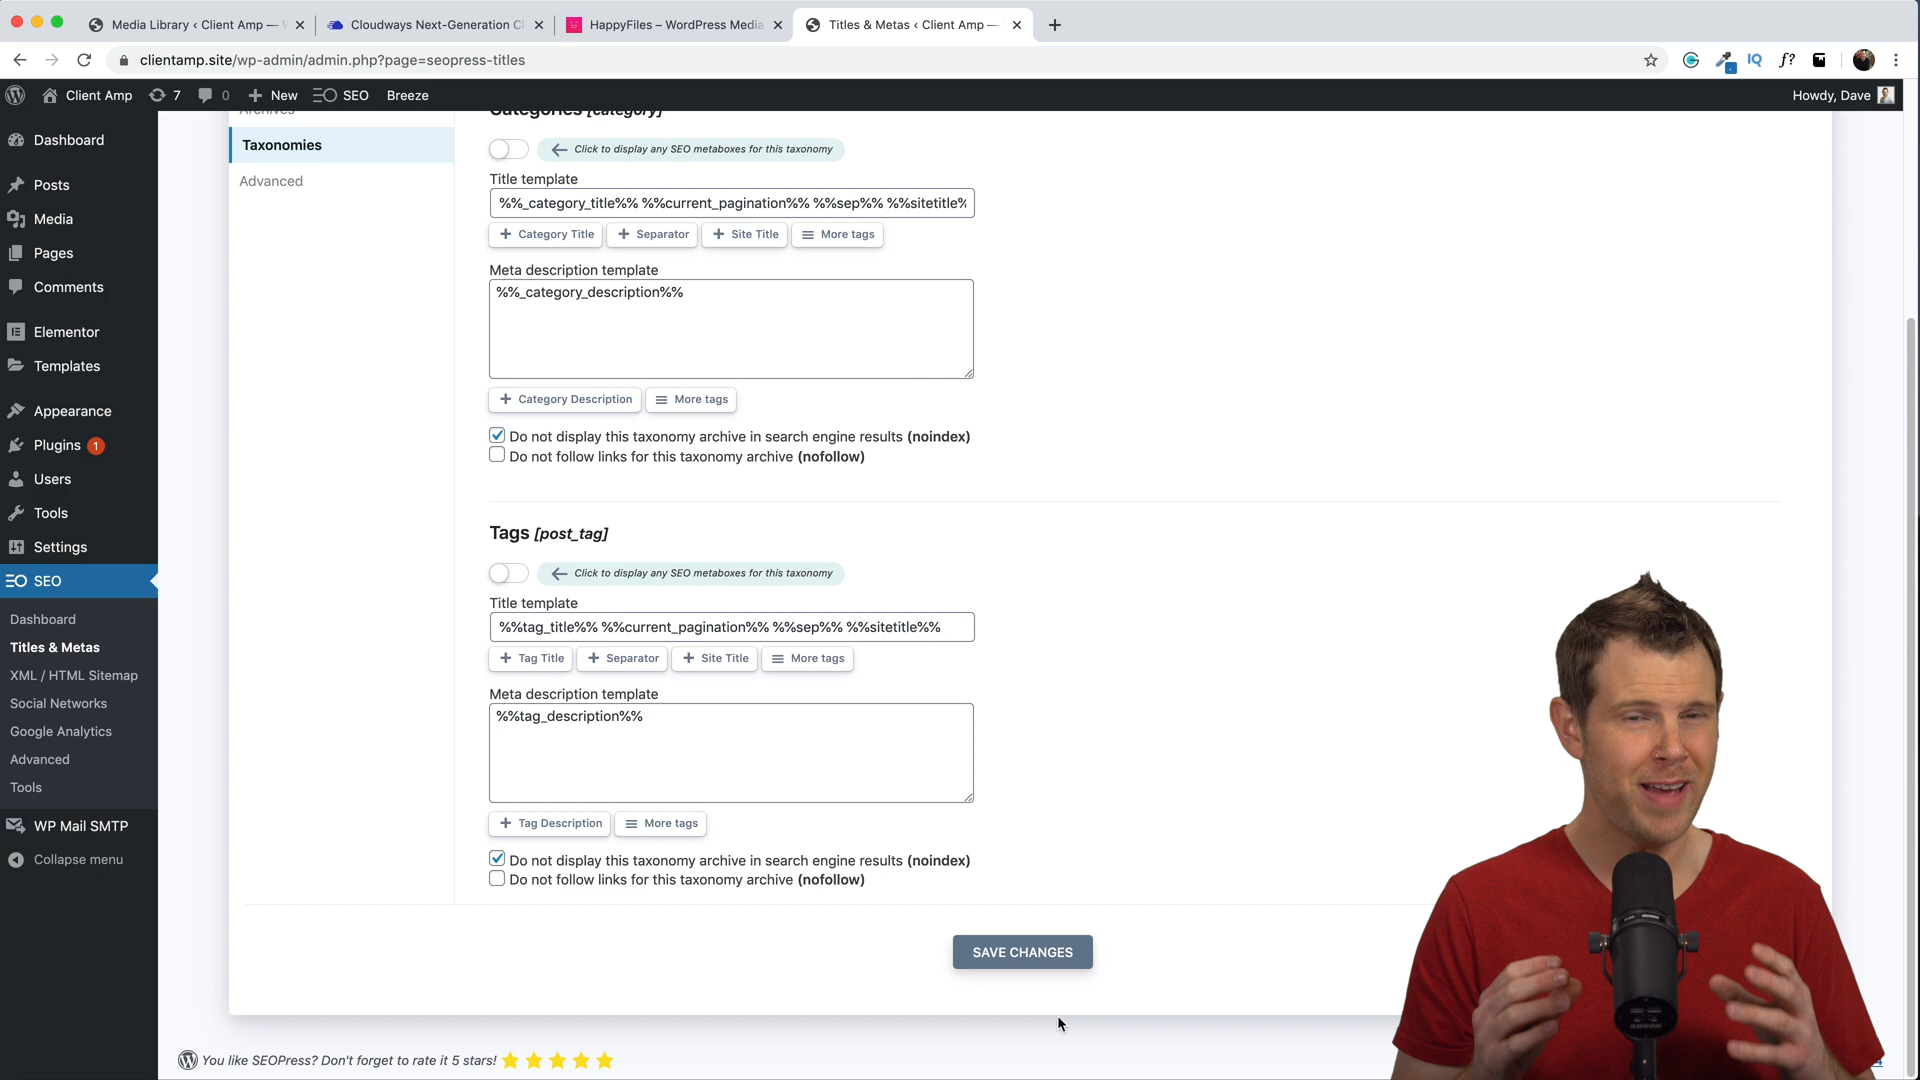 Media Library ‹ Client Amp —
Cloudways Next-Generation
HappyFiles – WordPress Media
Titles & Metas ‹ Client Amp —
clientamp.site/wp-admin/admin.php?page=seopress-titles
IQ
f?
Client Amp
7
0
New
SEO
Breeze
Howdy, Dave
Dashboard
Posts
Media
Pages
Comments
Elementor
Templates
Appearance
Plugins 1
Users
Tools
Settings
SEO
Dashboard
Titles & Metas
XML / HTML Sitemap
Social Networks
Google Analytics
Advanced
Tools
WP Mail SMTP
Collapse menu
Archives
Taxonomies
Advanced
Categories [category]
Click to display any SEO metaboxes for this taxonomy
Title template
%%_category_title%% %%current_pagination%% %%sep%% %%sitetitle%
+ Category Title
+ Separator
+ Site Title
More tags
Meta description template
%%_category_description%%
+ Category Description
More tags
Do not display this taxonomy archive in search engine results (noindex)
Do not follow links for this taxonomy archive (nofollow)
Tags [post_tag]
Click to display any SEO metaboxes for this taxonomy
Title template
%%tag_title%% %%current_pagination%% %%sep%% %%sitetitle%%
+ Tag Title
+ Separator
+ Site Title
More tags
Meta description template
%%tag_description%%
+ Tag Description
More tags
Do not display this taxonomy archive in search engine results (noindex)
Do not follow links for this taxonomy archive (nofollow)
SAVE CHANGES
You like SEOPress? Don't forget to rate it 5 stars!